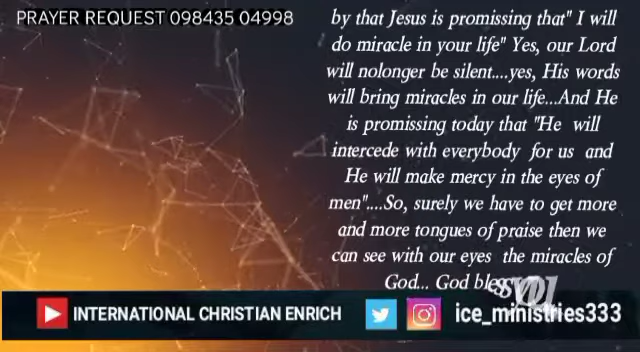 PRAYER REQUEST 098435 04998
by that Jesus is promissing that" I will
do miracle in your life" Yes, our Lord
will nolonger be silent....yes, His words
will bring miracles in our life...And He
is promissing today that "He will
intercede with everybody for us and
He will make mercy in the eyes of
men"....So, surely we have to get more
and more tongues of praise then we
can see with our eyes the miracles of
God... God bless
INTERNATIONAL CHRISTIAN ENRICH
ice_ministries333